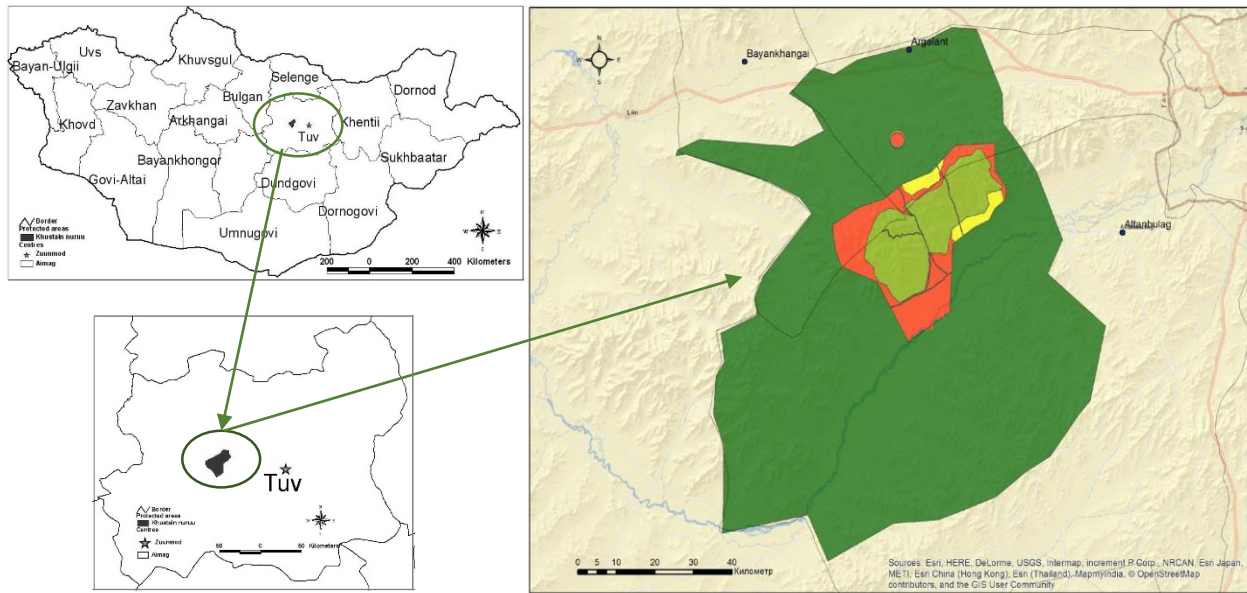 Uvs
Bayan-Ulgii
Khuvsgul
Selenge
Dornod
Zavkhan
Bulgan
Khovd
Arkhangai
Khentii
Tuv
Bayankhongor
Sukhbaatar
Govi-Altai
Dundgovi
Dornogovi
Umnugovi
Border
Protected areas
Khustain nuruu
Centres
Zuunmod
Aimag
N
W E
S
200 0 200 400 Kilometers
Tuv
Border
Protected areas
Khustain nuruu
Centres
Zuunmod
Aimag
50 0 50 Kilometers
N
W E
S
Bayankhangai
Argalant
Lün
Altanbulag
0 5 10 20 30 40
Километр
Sources: Esri, HERE, DeLorme, USGS, Intermap, increment P Corp., NRCAN, Esri Japan,
METI, Esri China (Hong Kong), Esri (Thailand), MapmyIndia, © OpenStreetMap
contributors, and the GIS User Community